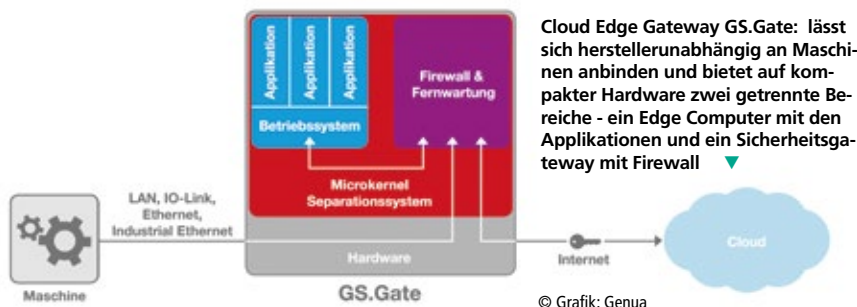 Cloud Edge Gateway GS.Gate: lässt
sich herstellerunabhängig an Maschi-
nen anbinden und bietet auf kom-
pakter Hardware zwei getrennte Be-
reiche - ein Edge Computer mit den
Applikationen und ein Sicherheitsga-
teway mit Firewall ▼
Applikation
Applikation
Applikation
Betriebssystem
Firewall &
Fernwartung
Microkernel
Separationssystem
LAN, IO-Link,
Ethernet,
Industrial Ethernet
Maschine
Hardware
GS.Gate
Internet
Cloud
© Grafik: Genua